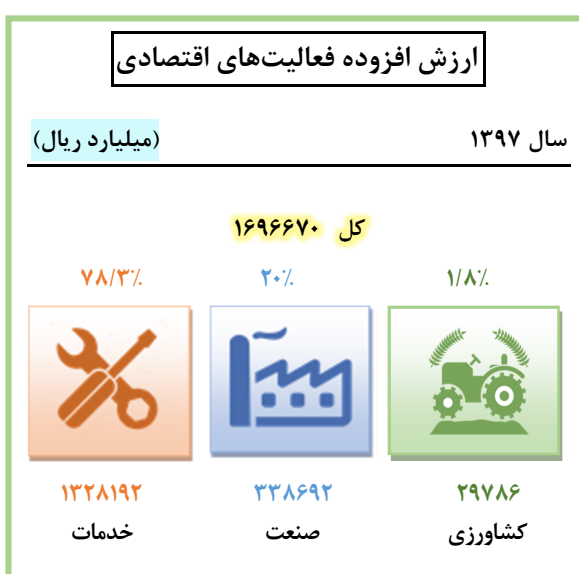 ارزش افزوده فعالیت‌های اقتصادی
سال ۱۳۹۷ (میلیارد ریال)
کل ۱۶۹۶۶۷۰
۱/۸٪ ۲۰٪ ۷۸/۳٪
۲۹۷۸۶ ۳۳۸۶۹۲ ۱۳۲۸۱۹۲
کشاورزی صنعت خدمات